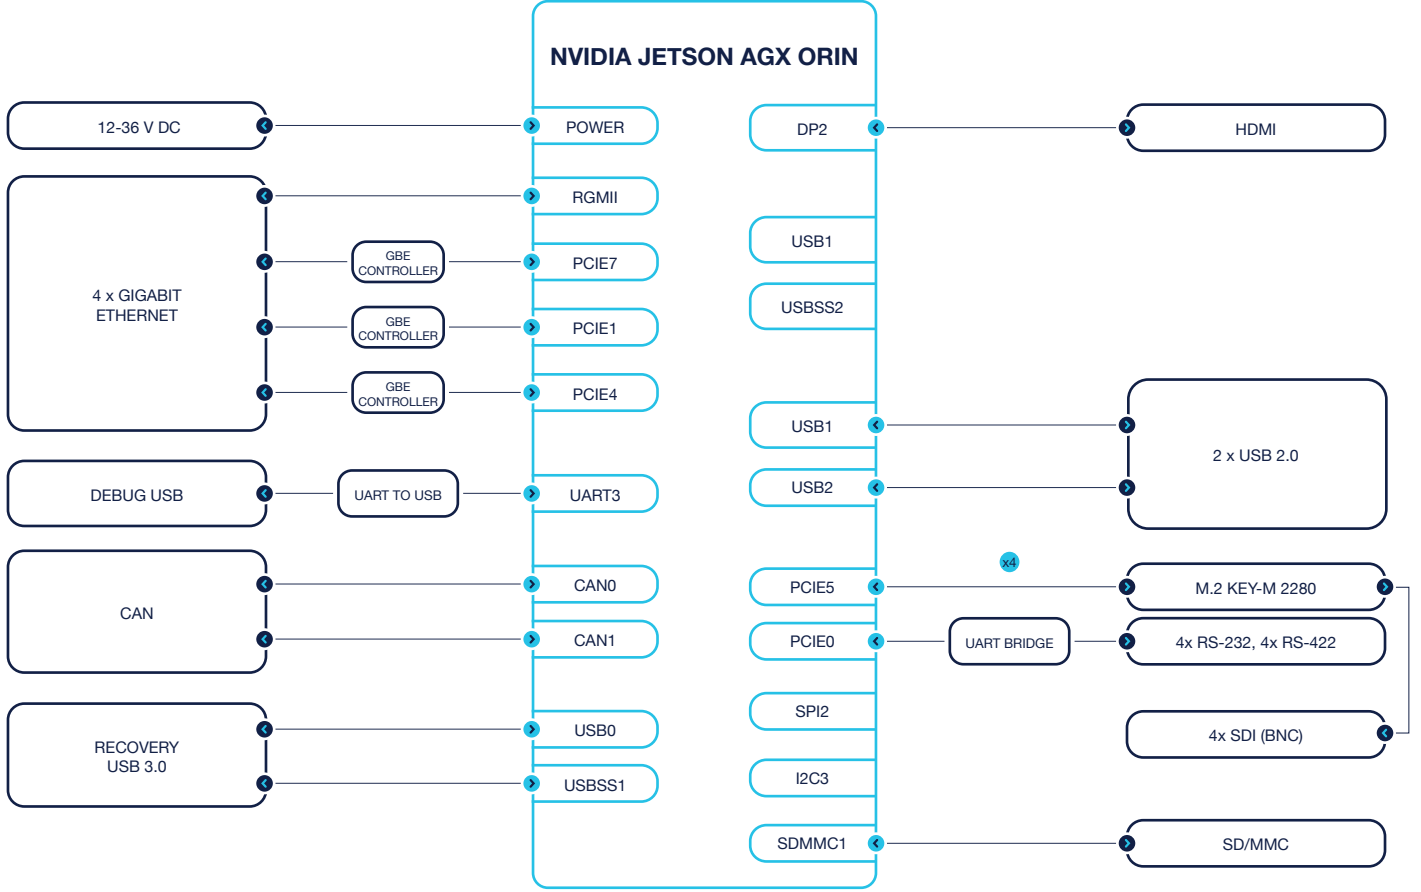 NVIDIA JETSON AGX ORIN
12-36 V DC
POWER
DP2
HDMI
RGMII
4 x GIGABIT
ETHERNET
GBE
CONTROLLER
PCIE7
GBE
CONTROLLER
PCIE1
GBE
CONTROLLER
PCIE4
USB1
USBSS2
USB1
USB2
2 x USB 2.0
DEBUG USB
UART TO USB
UART3
CAN
CAN0
CAN1
x4
PCIE5
M.2 KEY-M 2280
PCIE0
UART BRIDGE
4x RS-232, 4x RS-422
RECOVERY
USB 3.0
USB0
USBSS1
SPI2
4x SDI (BNC)
I2C3
SDMMC1
SD/MMC